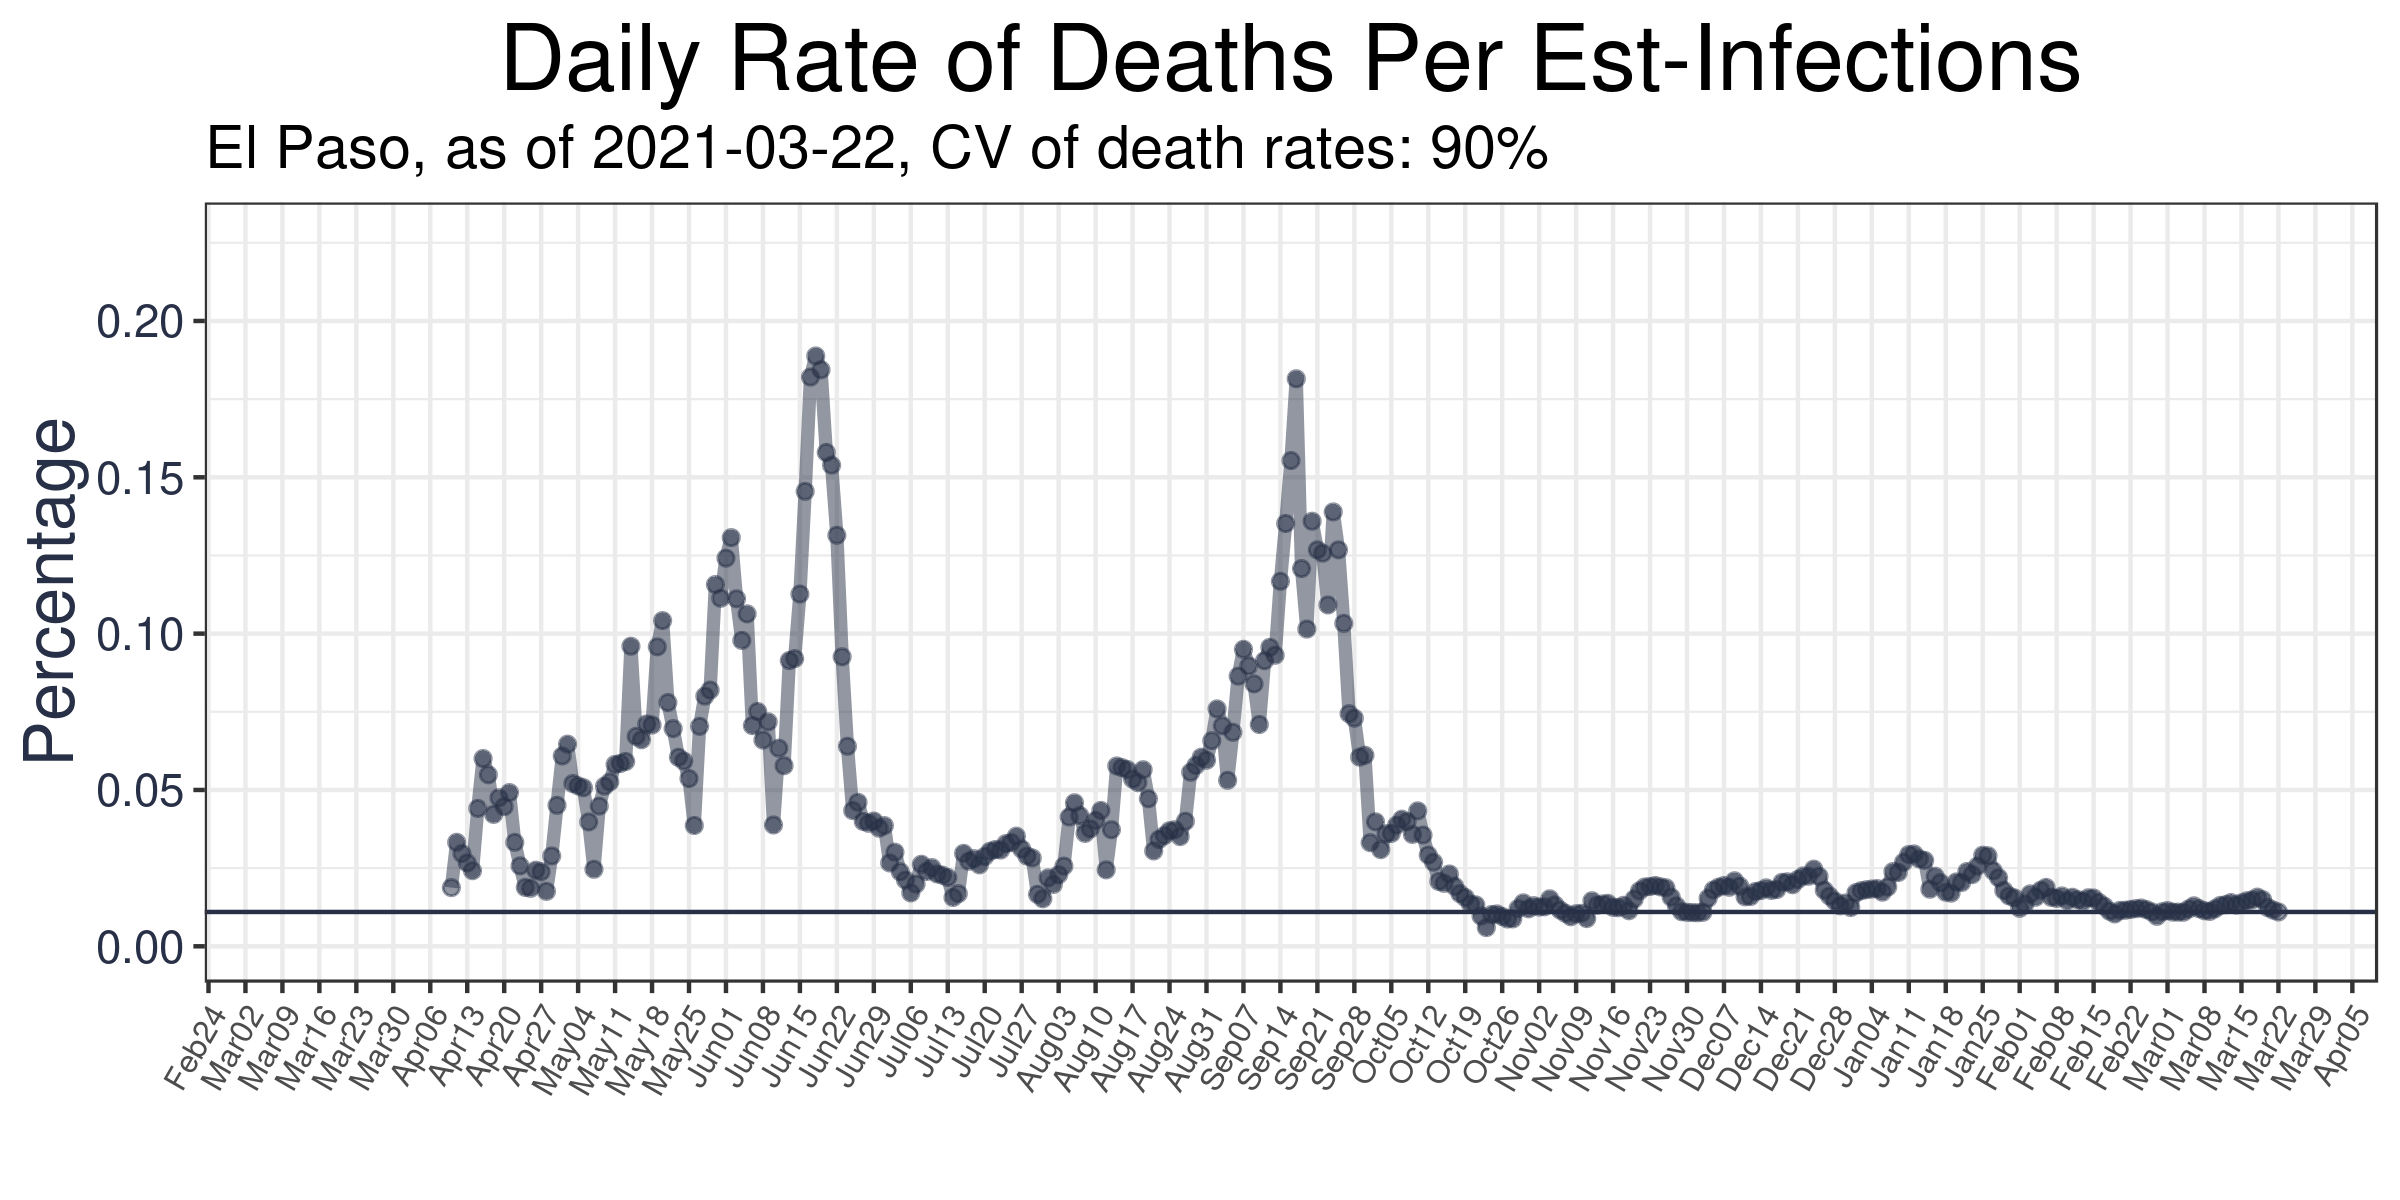 Daily Rate of Deaths Per Est-Infections
El Paso, as of 2021-03-22, CV of death rates: 90%
Percentage
0.20
0.15
0.10
0.05
0.00
Feb24
Mar02
Mar09
Mar16
Mar23
Mar30
Apr06
Apr13
Apr20
Apr27
May04
May11
May18
May25
Jun01
Jun08
Jun15
Jun22
Jun29
Jul06
Jul13
Jul20
Jul27
Aug03
Aug10
Aug17
Aug24
Aug31
Sep07
Sep14
Sep21
Sep28
Oct05
Oct12
Oct19
Oct26
Nov02
Nov09
Nov16
Nov23
Nov30
Dec07
Dec14
Dec21
Dec28
Jan04
Jan11
Jan18
Jan25
Feb01
Feb08
Feb15
Feb22
Mar01
Mar08
Mar15
Mar22
Mar29
Apr05